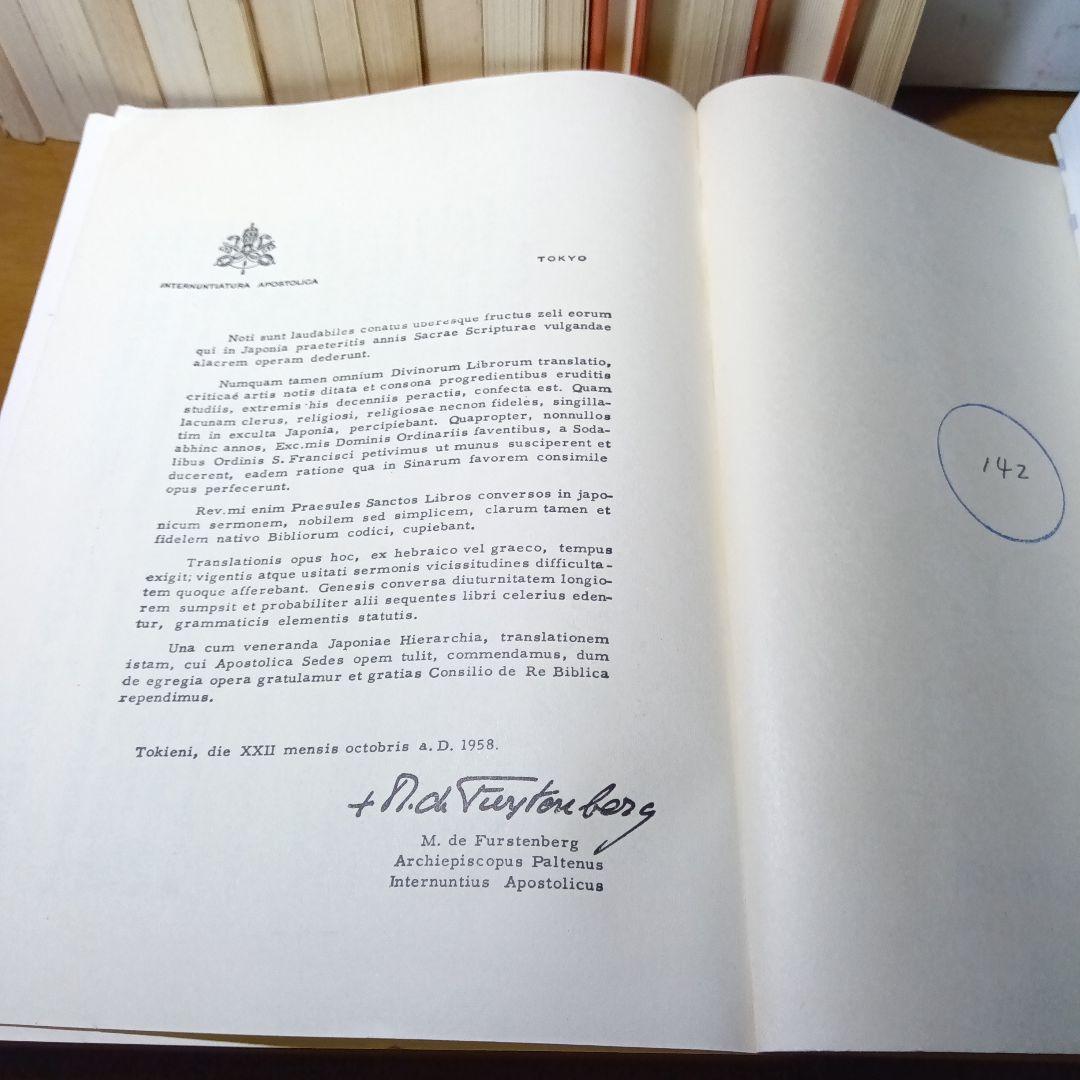 INTERNUNTIATURA APOSTOLICA
TOKYO
Noti sunt laudabiles conatus uberesque fructus zeli eorum
qui in Japonia praeteritis annis Sacrae Scripturae vulgandae
alacrem operam dederunt.
Numquam tamen omnium Divinorum Librorum translatio,
criticaé artis notis ditata et consona progredientibus eruditis
studiis, extremis his decenniis peractis, confecta est. Quam
lacunam clerus, religiosi, religiosae necnon fideles, singilla-
tim in exculta Japonia, percipiebant. Quapropter, nonnullos
abhinc annos, Exc.mis Dominis Ordinariis faventibus, a Soda-
libus Ordinis S. Francisci petivimus ut munus susciperent et
ducerent, eadem ratione qua in Sinarum favorem consimile
opus perfecerunt.
Rev.mi enim Praesules Sanctos Libros conversos in japo-
nicum sermonem, nobilem sed simplicem, clarum tamen et
fidelem nativo Bibliorum codici, cupiebant.
Translationis opus hoc, ex hebraico vel graeco, tempus
exigit; vigentis atque usitati sermonis vicissitudines difficulta-
tem quoque afferebant. Genesis conversa diuturnitatem longio-
rem sumpsit et probabiliter alii sequentes libri celerius eden-
tur, grammaticis elementis statutis.
Una cum veneranda Japoniae Hierarchia, translationem
istam, cui Apostolica Sedes opem tulit, commendamus, dum
de egregia opera gratulamur et gratias Consilio de Re Biblica
rependimus.
Tokieni, die XXII mensis octobris a. D. 1958.
+ M. de Furstenberg
M. de Furstenberg
Archiepiscopus Paltenus
Internuntius Apostolicus
142